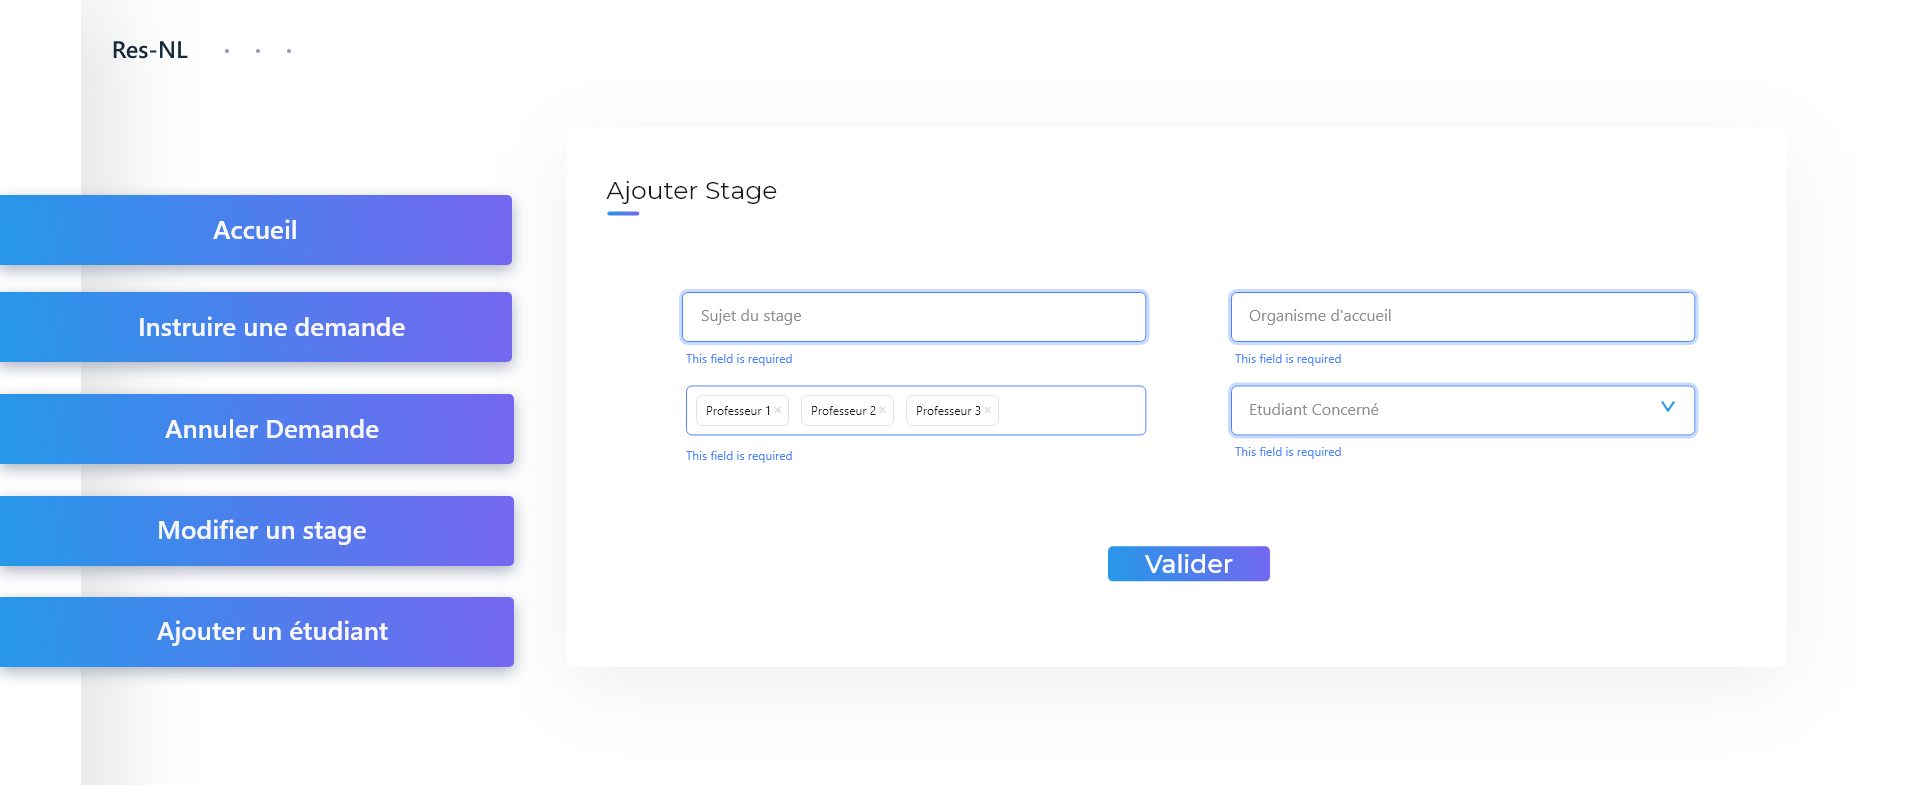 Res-NL
Accueil
Instruire une demande
Annuler Demande
Modifier un stage
Ajouter un étudiant
Ajouter Stage
Sujet du stage
This field is required
Organisme d'accueil
This field is required
Professeur 1 × Professeur 2 × Professeur 3 ×
This field is required
Etudiant Concerné
This field is required
Valider